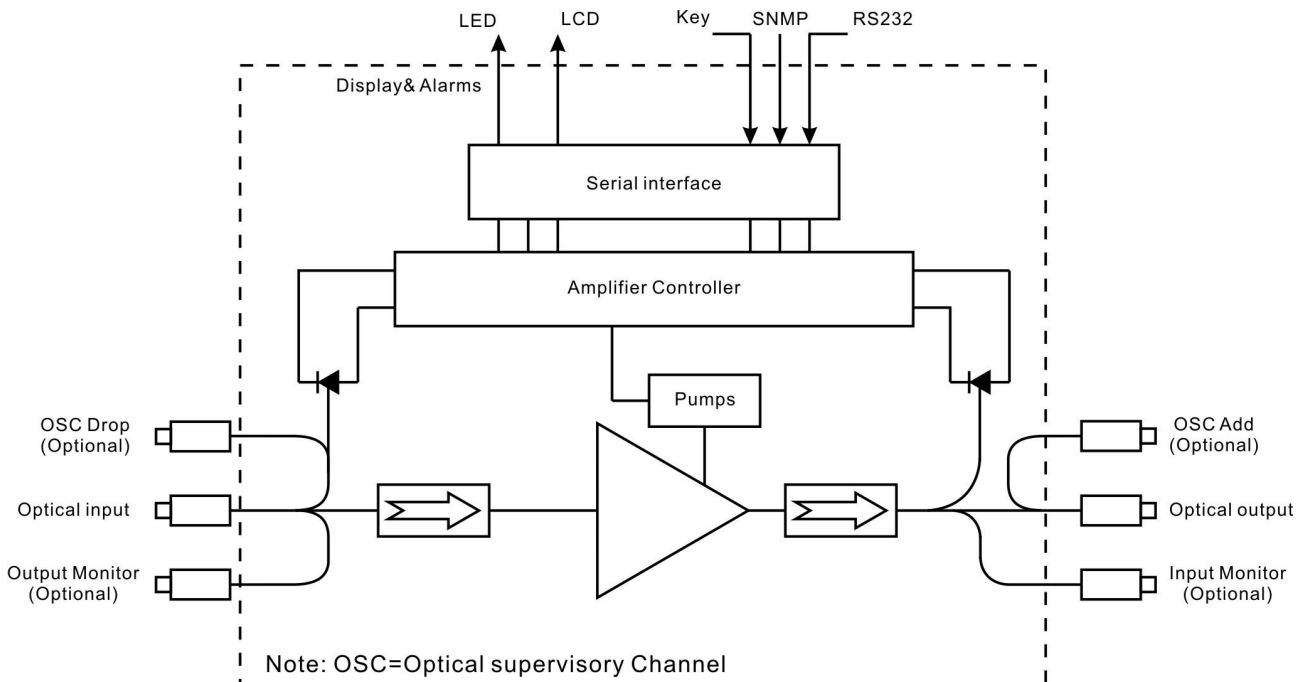 LED
LCD
Key
SNMP
RS232
Display& Alarms
Serial interface
Amplifier Controller
Pumps
OSC Drop
(Optional)
Optical input
Output Monitor
(Optional)
OSC Add
(Optional)
Optical output
Input Monitor
(Optional)
Note: OSC=Optical supervisory Channel